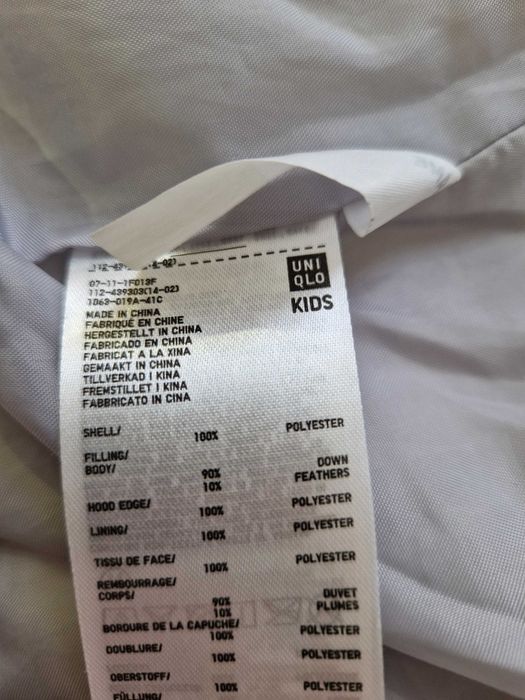 UNI
QLO
KIDS
07-11-1F013F
112-439303(14-02)
1063-019A-41C
MADE IN CHINA
FABRIQUÉ EN CHINE
HERGESTELLT IN CHINA
FABRICADO EN CHINA
FABRICAT A LA XINA
GEMAAKT IN CHINA
TILLVERKAD I KINA
FREMSTILLET I KINA
FABBRICATO IN CINA
SHELL/ 100% POLYESTER
FILLING/
BODY/ 90% DOWN
10% FEATHERS
HOOD EDGE/ 100% POLYESTER
LINING/ 100% POLYESTER
TISSU DE FACE/ 100% POLYESTER
REMBOURRAGE/
CORPS/ 90% DUVET
10% PLUMES
BORDURE DE LA CAPUCHE/
100% POLYESTER
DOUBLURE/ 100% POLYESTER
OBERSTOFF/ 100% POLYESTER
FÜLLUNG/